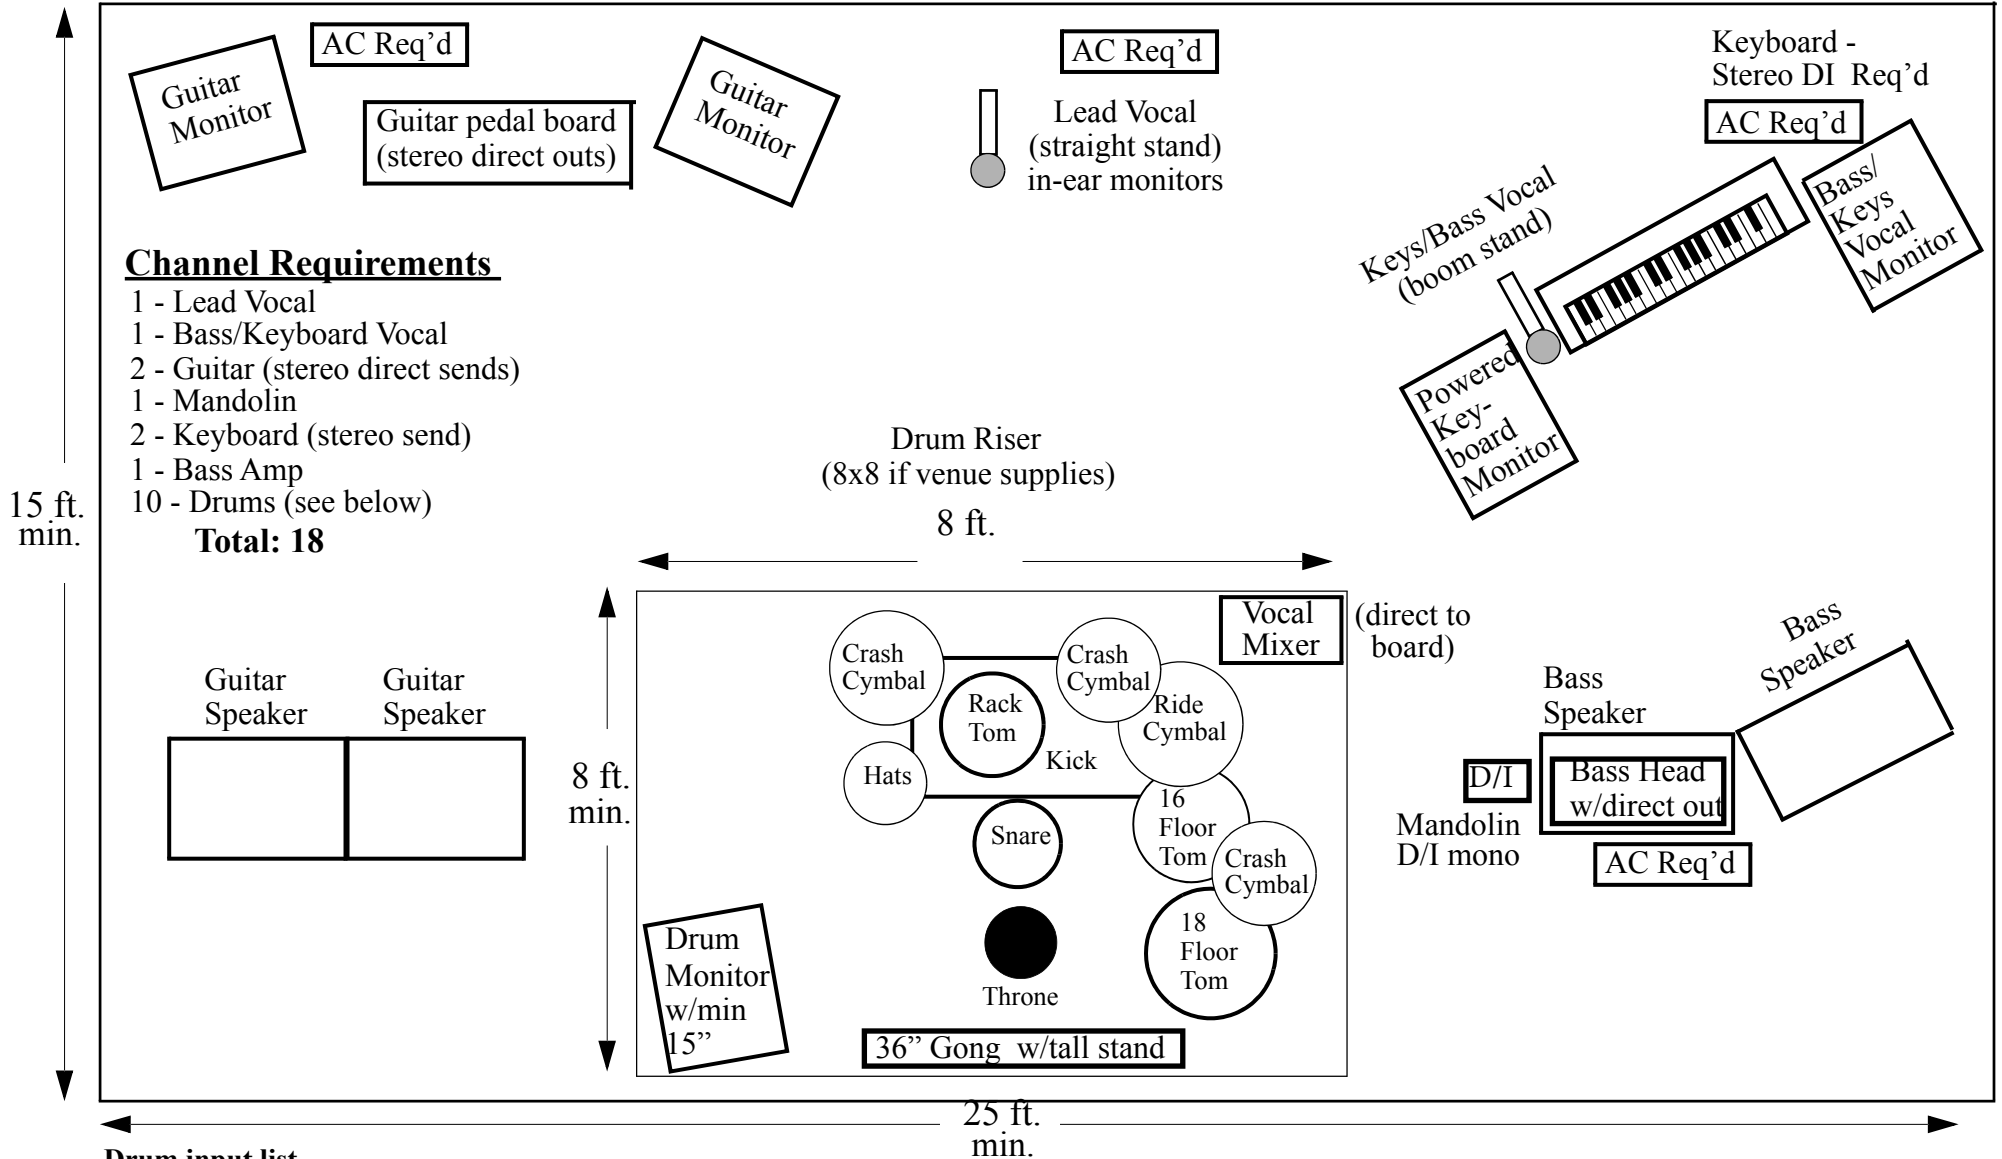 AC Req’d
Guitar
Monitor
Guitar pedal board
(stereo direct outs)
Guitar
Monitor
AC Req’d
Lead Vocal
(straight stand)
in-ear monitors
Keyboard -
Stereo DI Req’d
AC Req’d
Bass/
Keys
Vocal
Monitor
Keys/Bass Vocal
(boom stand)
Powered
Key-
board
Monitor
Channel Requirements
1 - Lead Vocal
1 - Bass/Keyboard Vocal
2 - Guitar (stereo direct sends)
1 - Mandolin
2 - Keyboard (stereo send)
1 - Bass Amp
10 - Drums (see below)
Total: 18
15 ft.
min.
Drum Riser
(8x8 if venue supplies)
8 ft.
Vocal
Mixer
(direct to
board)
Crash
Cymbal
Crash
Cymbal
Rack
Tom
Ride
Cymbal
Kick
Hats
8 ft.
min.
16
Floor
Tom
Snare
Crash
Cymbal
18
Floor
Tom
Throne
Drum
Monitor
w/min
15”
36” Gong w/tall stand
Guitar
Speaker
Guitar
Speaker
Bass
Speaker
Bass
Speaker
D/I
Bass Head
w/direct out
Mandolin
D/I mono
AC Req’d
25 ft.
min.
Drum input list